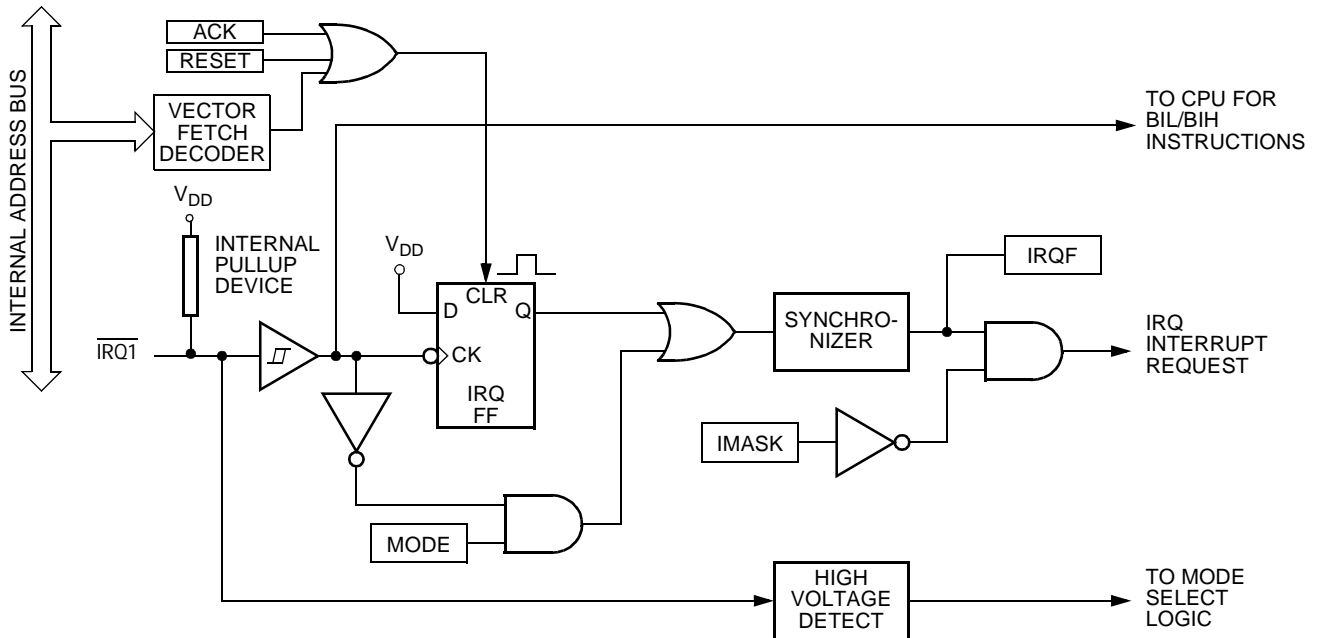 INTERNAL ADDRESS BUS
ACK
RESET
VECTOR
FETCH
DECODER
TO CPU FOR
BIL/BIH
INSTRUCTIONS
VDD
INTERNAL
PULLUP
DEVICE
VDD
CLR
D
Q
CK
IRQ
FF
IRQ1
SYNCHRO-
NIZER
IRQF
IRQ
INTERRUPT
REQUEST
IMASK
MODE
HIGH
VOLTAGE
DETECT
TO MODE
SELECT
LOGIC